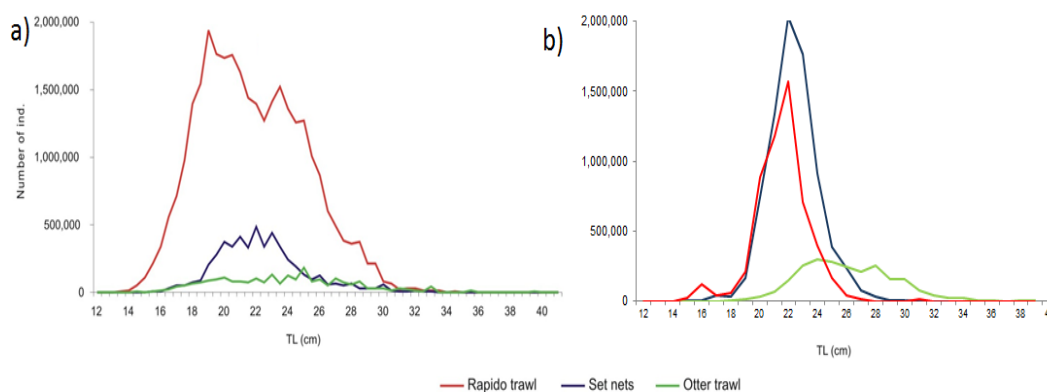 a)
2,000,000
1,500,000
1,000,000
500,000
0
Number of ind.
12 14 16 18 20 22 24 26 28 30 32 34 36 38 40
TL (cm)
b)
2,000,000
1,500,000
1,000,000
500,000
0
12 14 16 18 20 22 24 26 28 30 32 34 36 38 4
TL (cm)
Rapido trawl Set nets Otter trawl